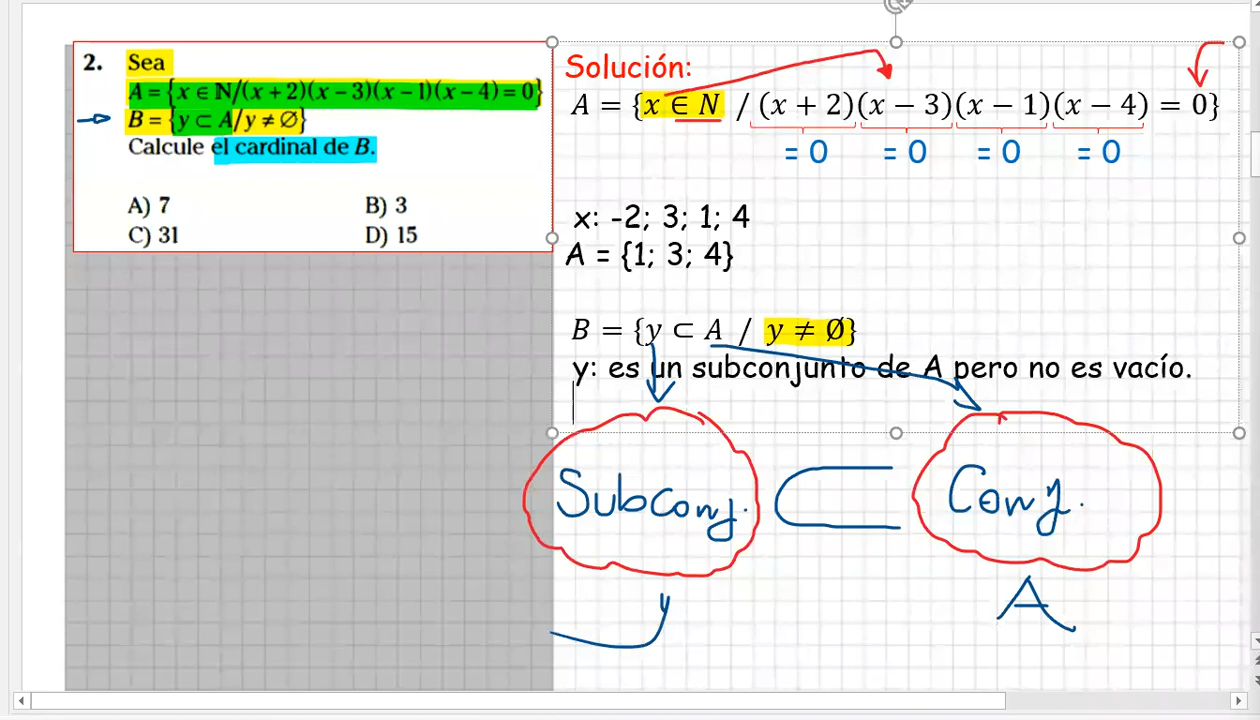 2. Sea
A = {x ∈ N/(x + 2)(x − 3)(x − 1)(x − 4) = 0}
B = {y ⊂ A/y ≠ ∅}
Calcule el cardinal de B.
A) 7 B) 3
C) 31 D) 15
Solución:
A = {x ∈ N / (x + 2)(x − 3)(x − 1)(x − 4) = 0}
= 0 = 0 = 0 = 0
x: -2; 3; 1; 4
A = {1; 3; 4}
B = {y ⊂ A / y ≠ Ø}
y: es un subconjunto de A pero no es vacío.
Subconj. ⊂ Conj.
y A